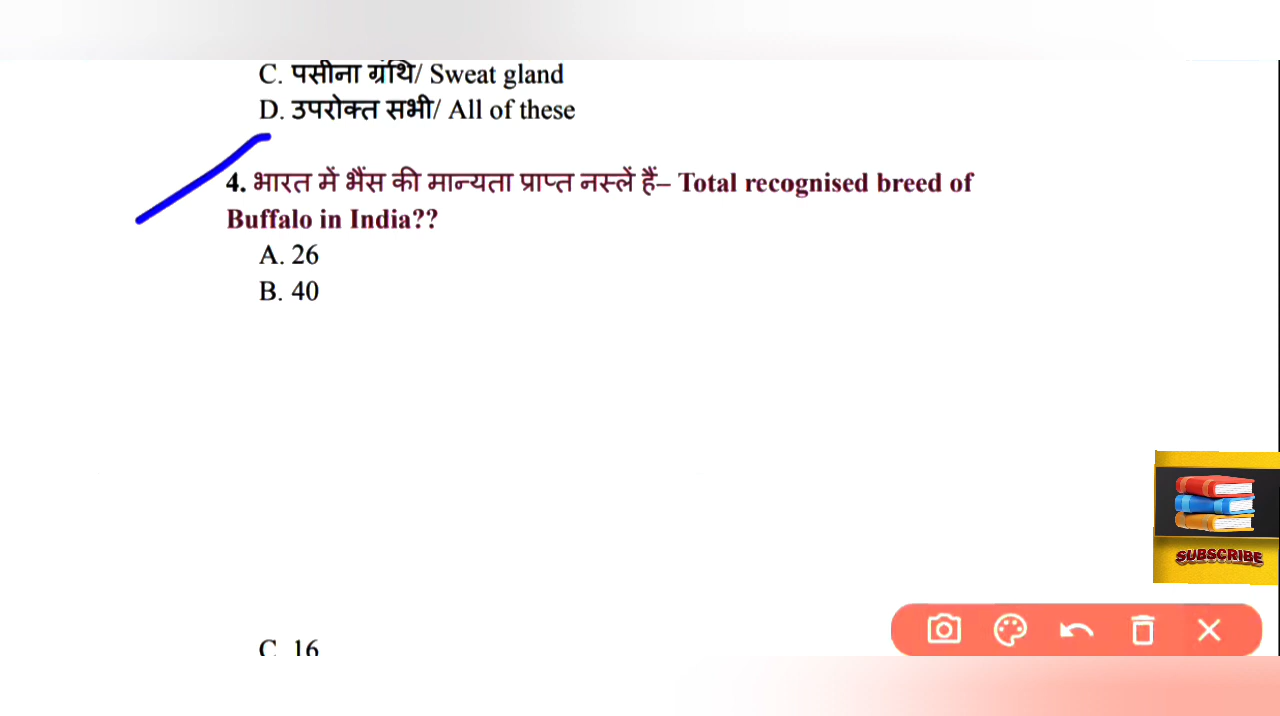 C. पसीना ग्रंथि/ Sweat gland
D. उपरोक्त सभी/ All of these
4. भारत में भैंस की मान्यता प्राप्त नस्लें हैं– Total recognised breed of
Buffalo in India??
A. 26
B. 40
SUBSCRIBE
C. 16